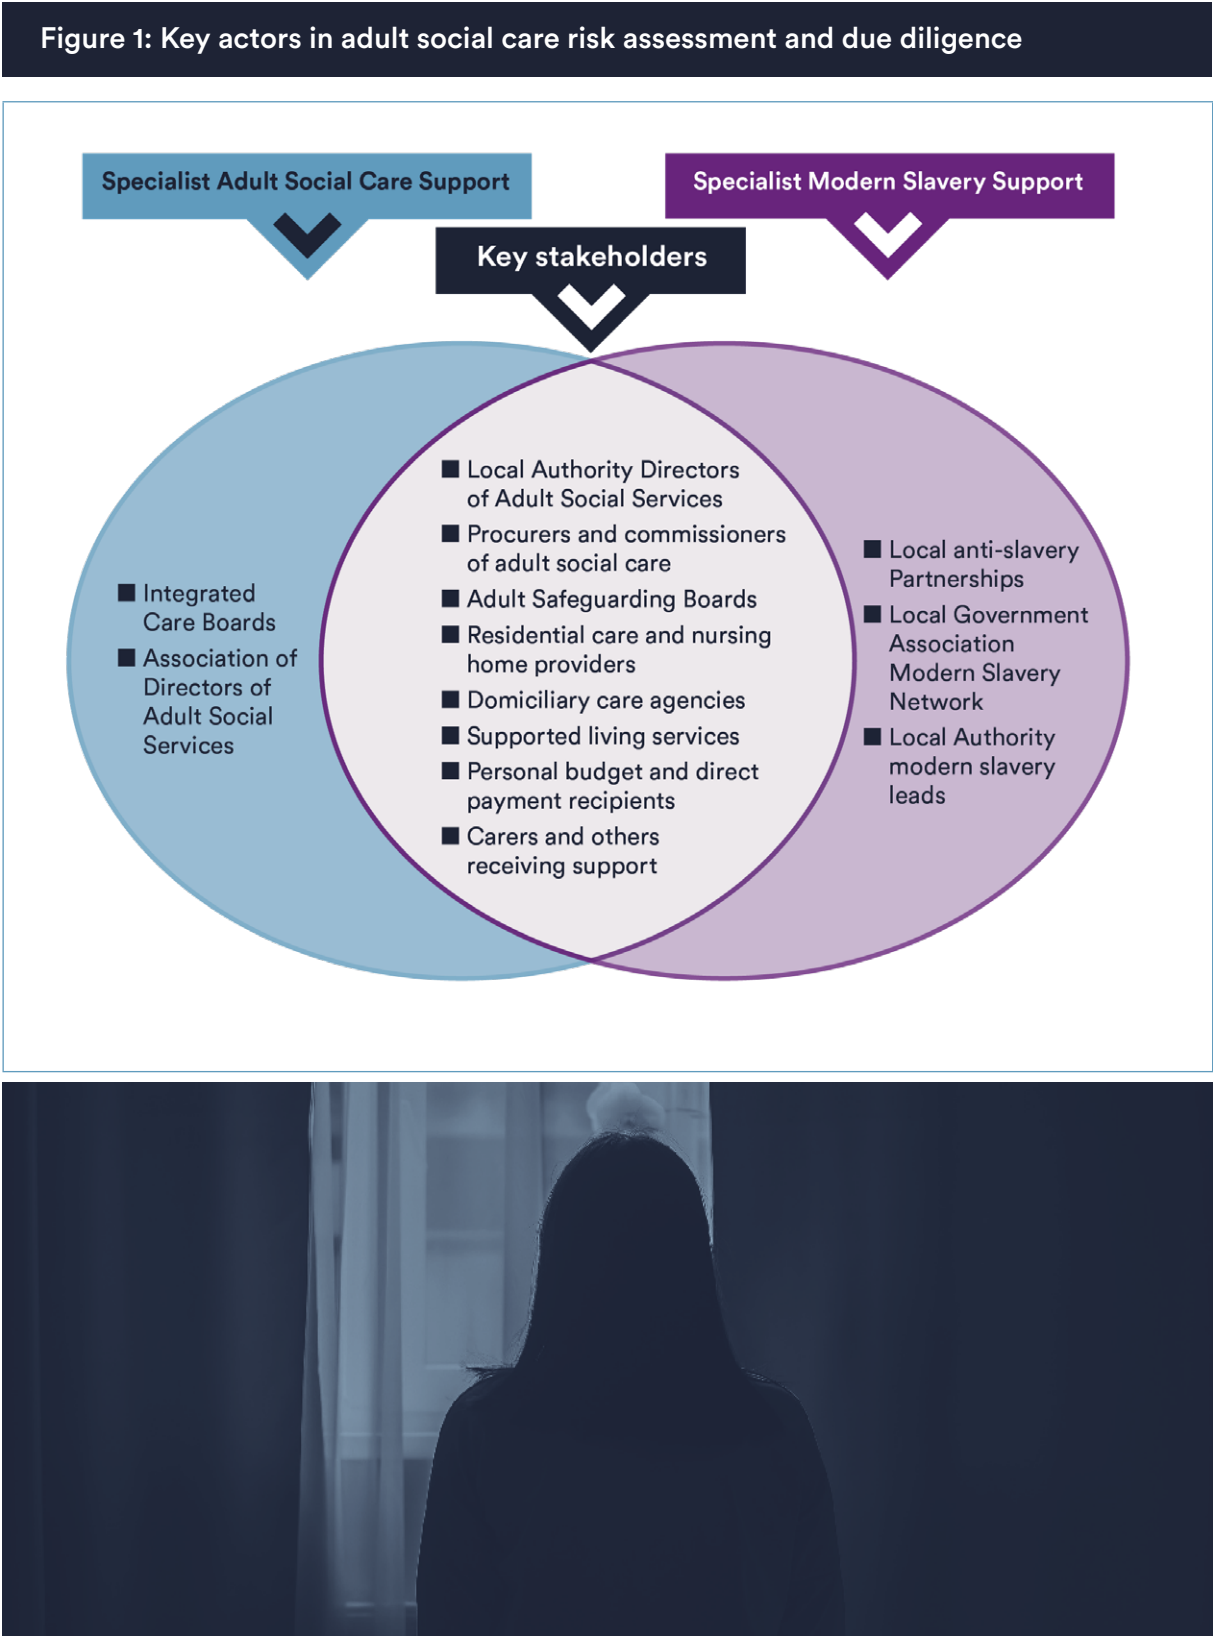 Figure 1: Key actors in adult social care risk assessment and due diligence
Specialist Adult Social Care Support
Specialist Modern Slavery Support
Key stakeholders
Integrated
Care Boards
Association of
Directors of
Adult Social
Services
Local Authority Directors
of Adult Social Services
Procurers and commissioners
of adult social care
Adult Safeguarding Boards
Residential care and nursing
home providers
Domiciliary care agencies
Supported living services
Personal budget and direct
payment recipients
Carers and others
receiving support
Local anti-slavery
Partnerships
Local Government
Association
Modern Slavery
Network
Local Authority
modern slavery
leads